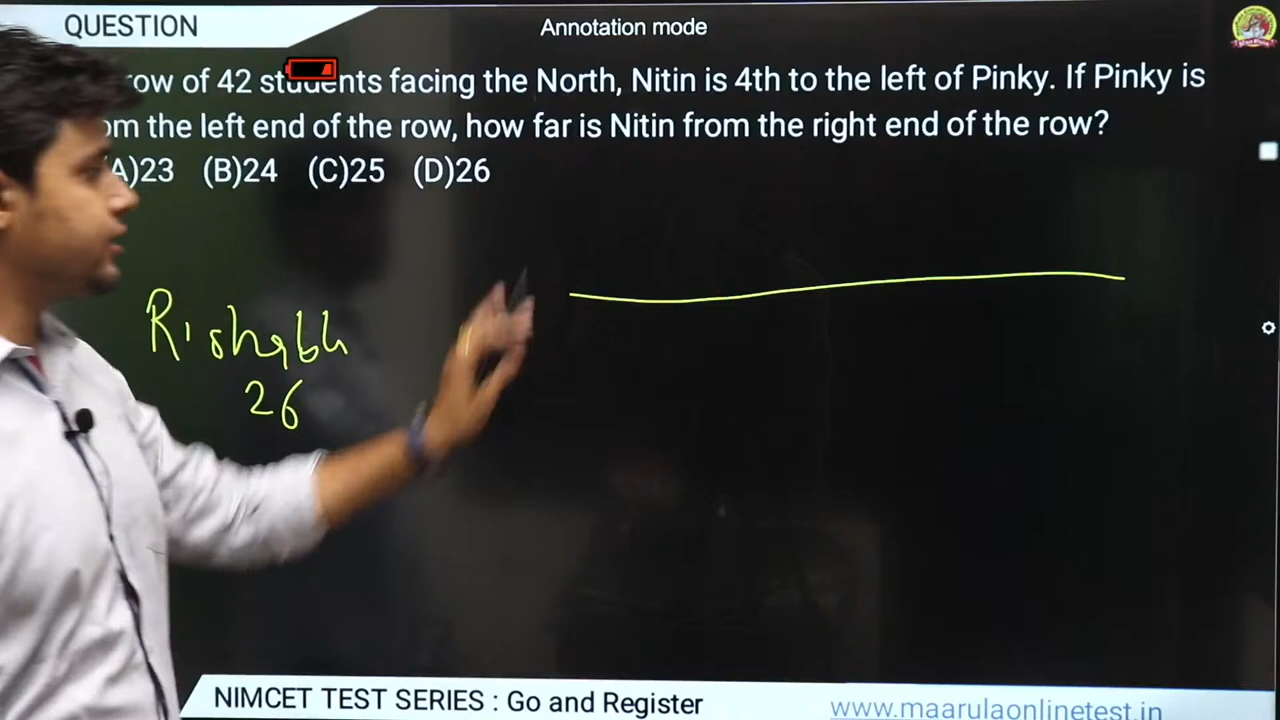 QUESTION
Annotation mode
row of 42 students facing the North, Nitin is 4th to the left of Pinky. If Pinky is
the left end of the row, how far is Nitin from the right end of the row?
(A)23 (B)24 (C)25 (D)26
Rishabh
26
NIMCET TEST SERIES : Go and Register
www.maarulaonlinetest.in